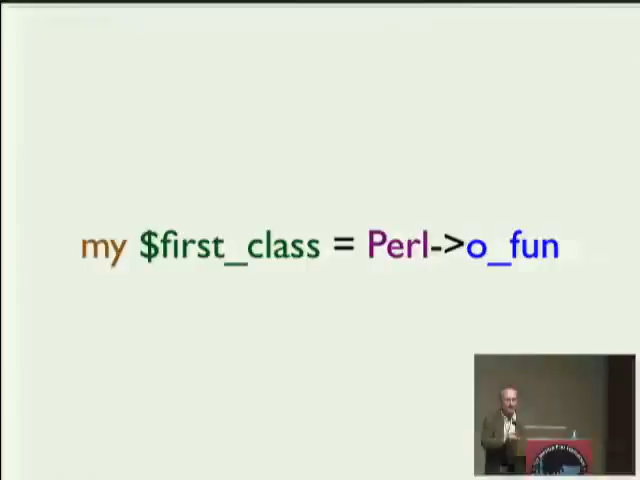 my $first_class = Perl->o_fun